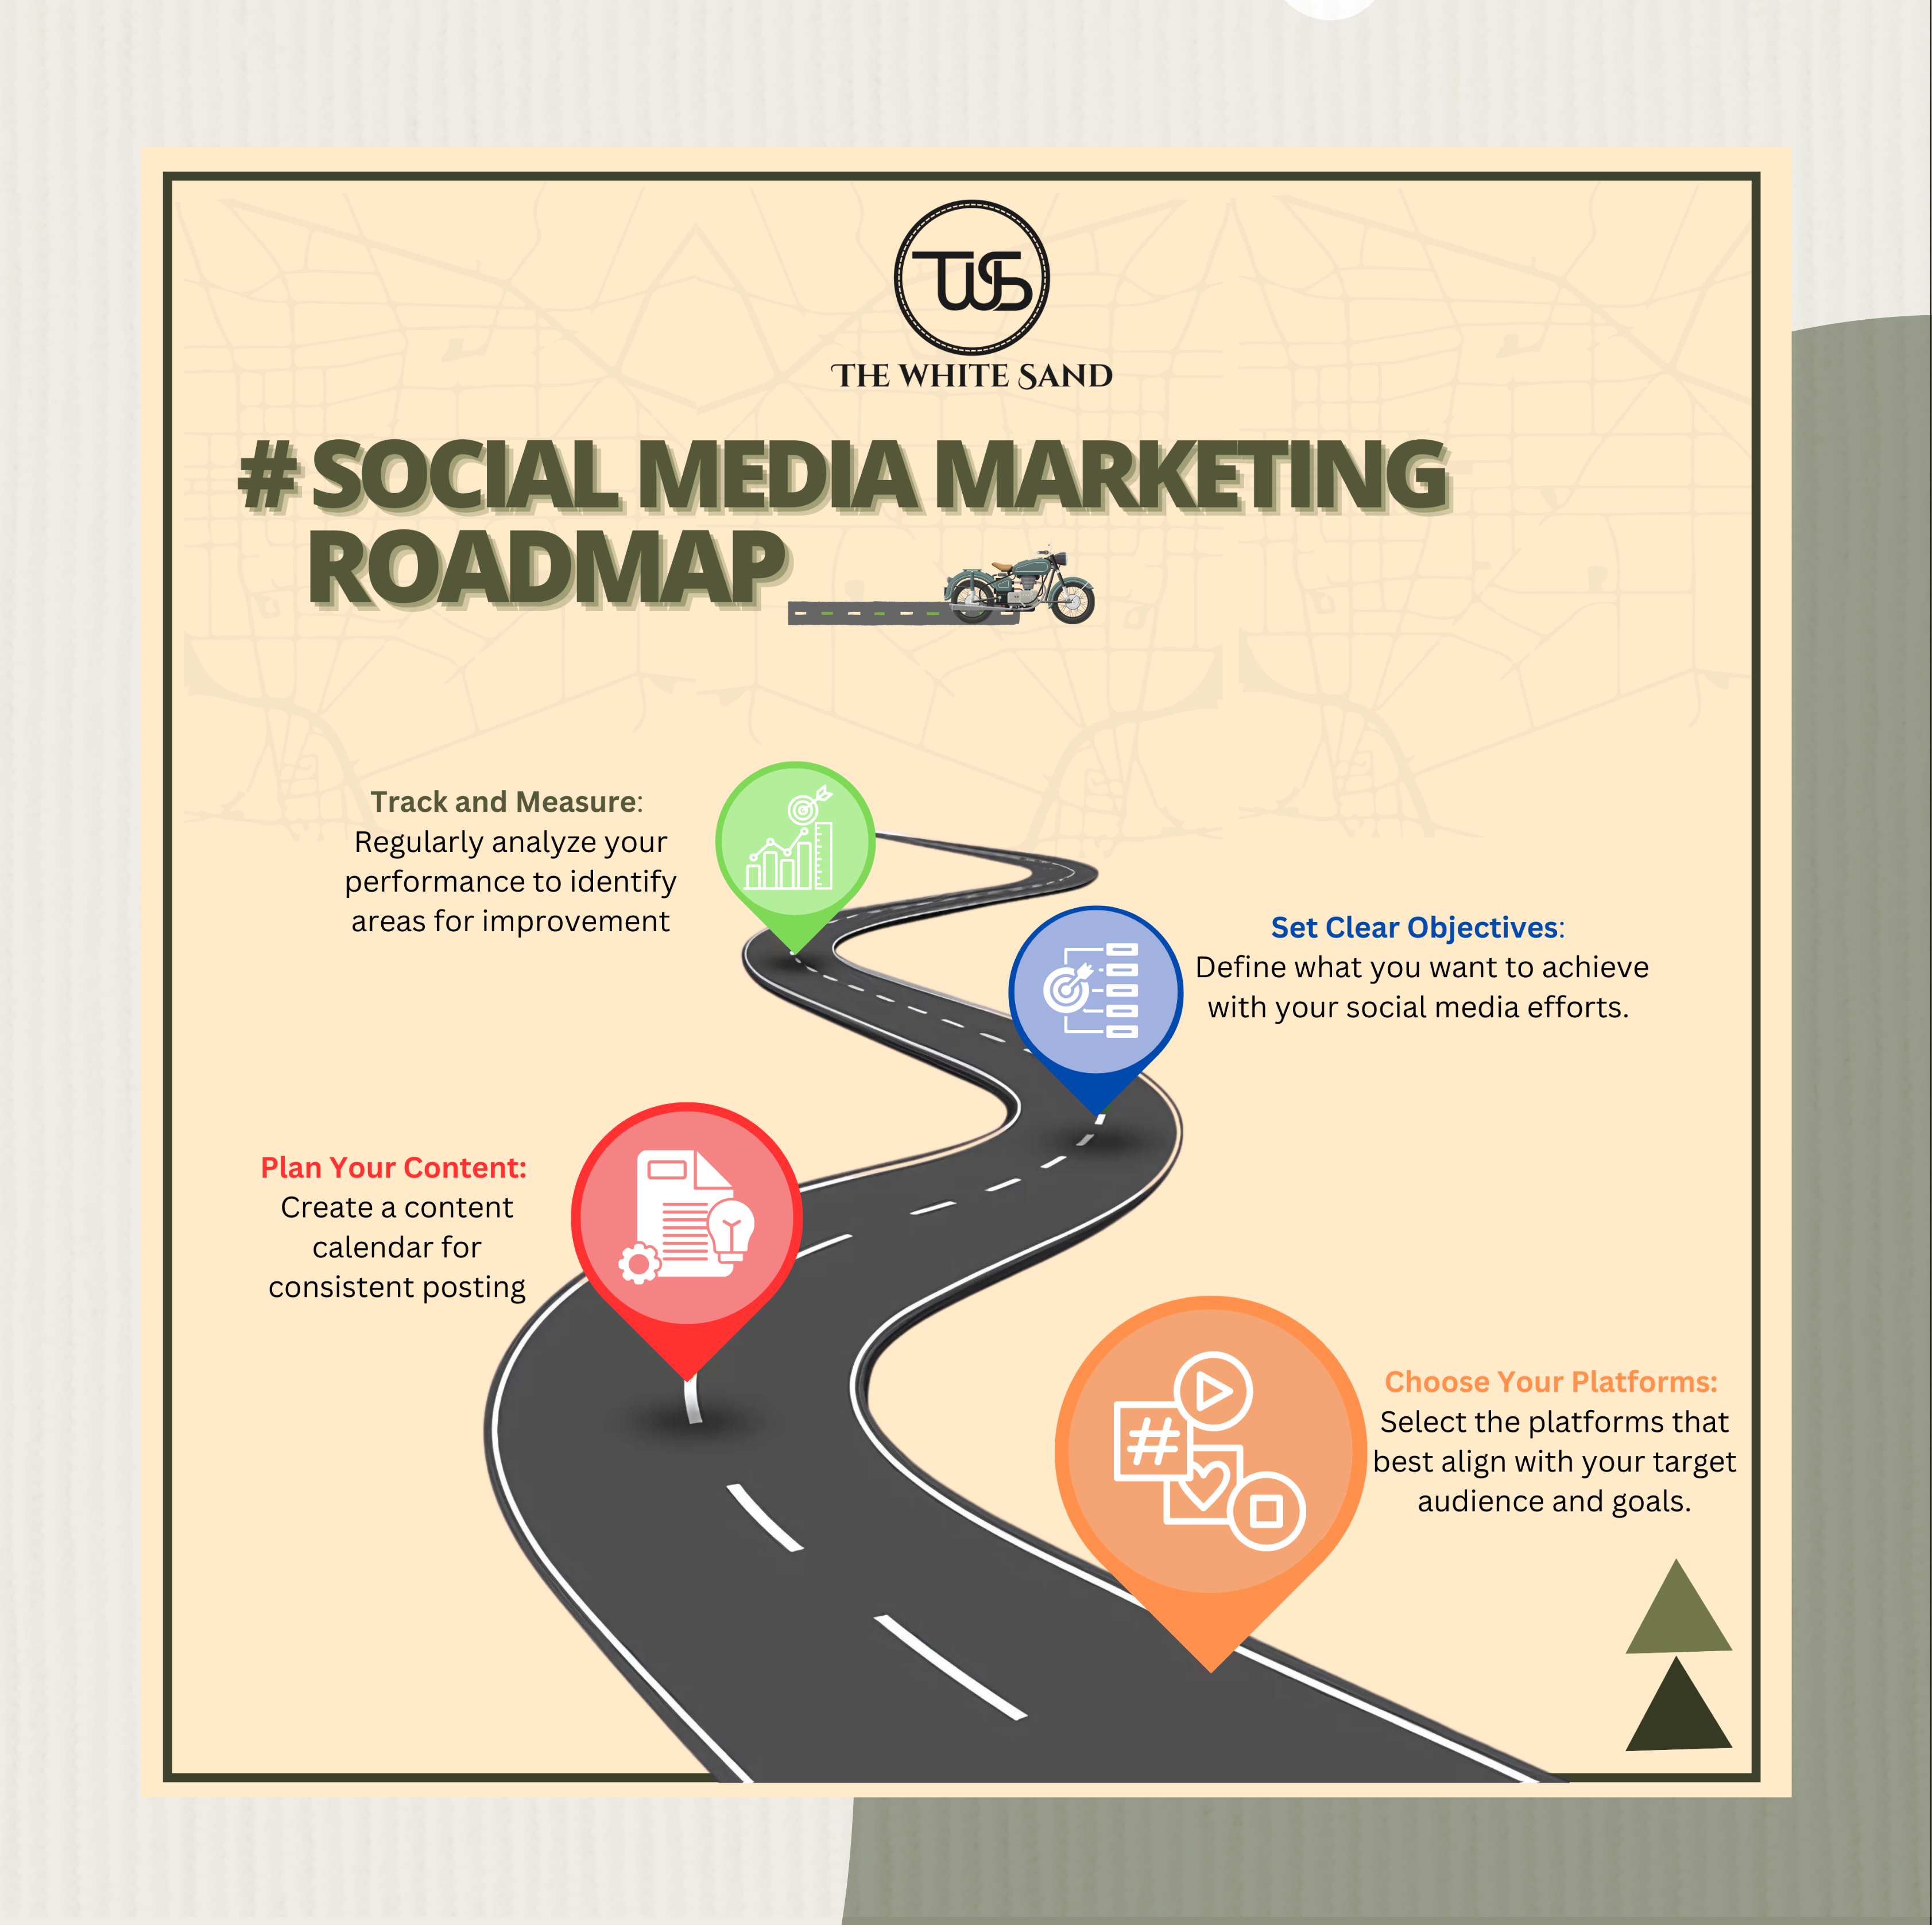 TWS
THE WHITE SAND
# SOCIAL MEDIA MARKETING
ROADMAP
Track and Measure:
Regularly analyze your
performance to identify
areas for improvement
Set Clear Objectives:
Define what you want to achieve
with your social media efforts.
Plan Your Content:
Create a content
calendar for
consistent posting
#
Choose Your Platforms:
Select the platforms that
best align with your target
audience and goals.